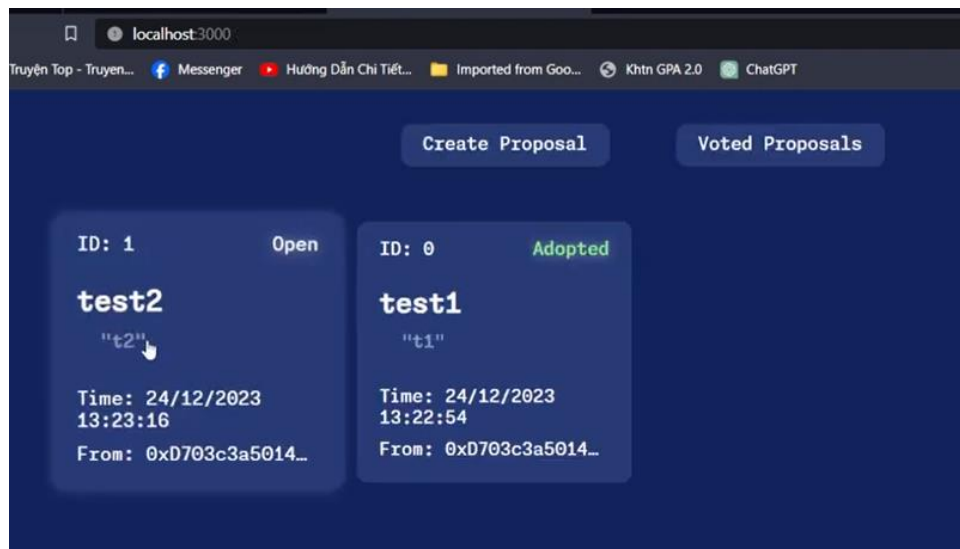 localhost:3000
Truyện Top - Truyen... Messenger Hướng Dẫn Chi Tiết... Imported from Goo... Khtn GPA 2.0 ChatGPT
Create Proposal Voted Proposals
ID: 1 Open
test2
"t2"
Time: 24/12/2023
13:23:16
From: 0xD703c3a5014…
ID: 0 Adopted
test1
"t1"
Time: 24/12/2023
13:22:54
From: 0xD703c3a5014…